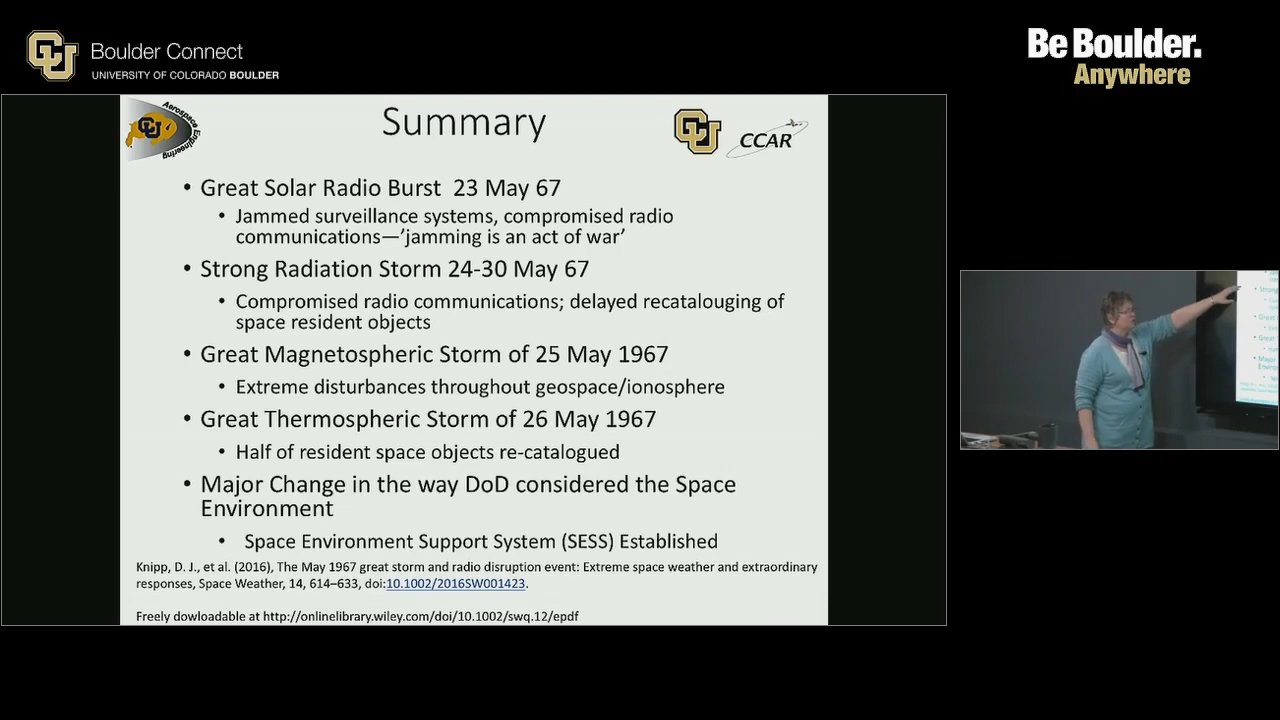 CU Boulder Connect
UNIVERSITY OF COLORADO BOULDER
Be Boulder.
Anywhere
Aerospace
Engineering
CU
Summary
CU
CCAR
• Great Solar Radio Burst 23 May 67
• Jammed surveillance systems, compromised radio
communications—’jamming is an act of war’
• Strong Radiation Storm 24-30 May 67
• Compromised radio communications; delayed recatalouging of
space resident objects
• Great Magnetospheric Storm of 25 May 1967
• Extreme disturbances throughout geospace/ionosphere
• Great Thermospheric Storm of 26 May 1967
• Half of resident space objects re-catalogued
• Major Change in the way DoD considered the Space
Environment
• Space Environment Support System (SESS) Established
Knipp, D. J., et al. (2016), The May 1967 great storm and radio disruption event: Extreme space weather and extraordinary
responses, Space Weather, 14, 614–633, doi:10.1002/2016SW001423.
Freely dowloadable at http://onlinelibrary.wiley.com/doi/10.1002/swq.12/epdf